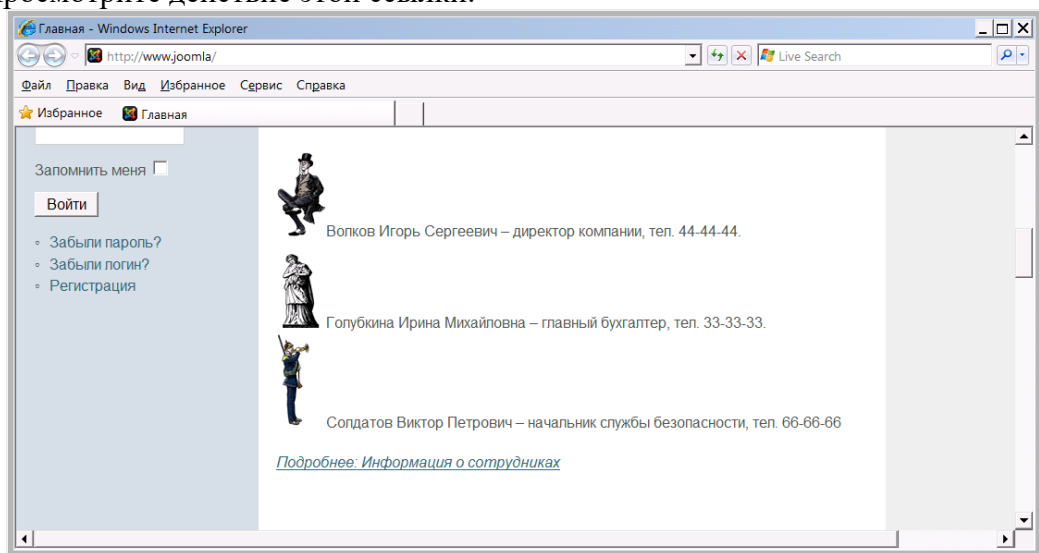 просмотрите действие этой ссылки.
Главная - Windows Internet Explorer
http://www.joomla/
Live Search
Файл Правка Вид Избранное Сервис Справка
Избранное Главная
Запомнить меня
Войти
Забыли пароль?
Забыли логин?
Регистрация
Волков Игорь Сергеевич – директор компании, тел. 44-44-44.
Голубкина Ирина Михайловна – главный бухгалтер, тел. 33-33-33.
Солдатов Виктор Петрович – начальник службы безопасности, тел. 66-66-66
Подробнее: Информация о сотрудниках